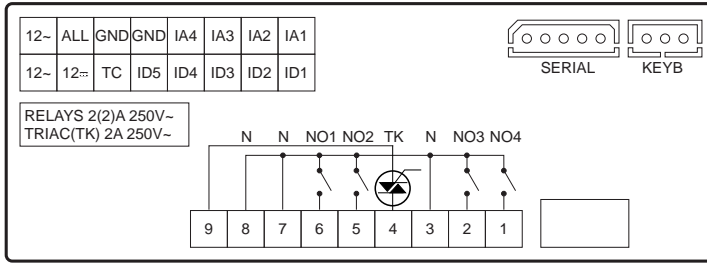 12~ ALL GND GND IA4 IA3 IA2 IA1
12~ 12⎓ TC ID5 ID4 ID3 ID2 ID1
SERIAL KEYB
RELAYS 2(2)A 250V~
TRIAC(TK) 2A 250V~
N N NO1 NO2 TK N NO3 NO4
9 8 7 6 5 4 3 2 1